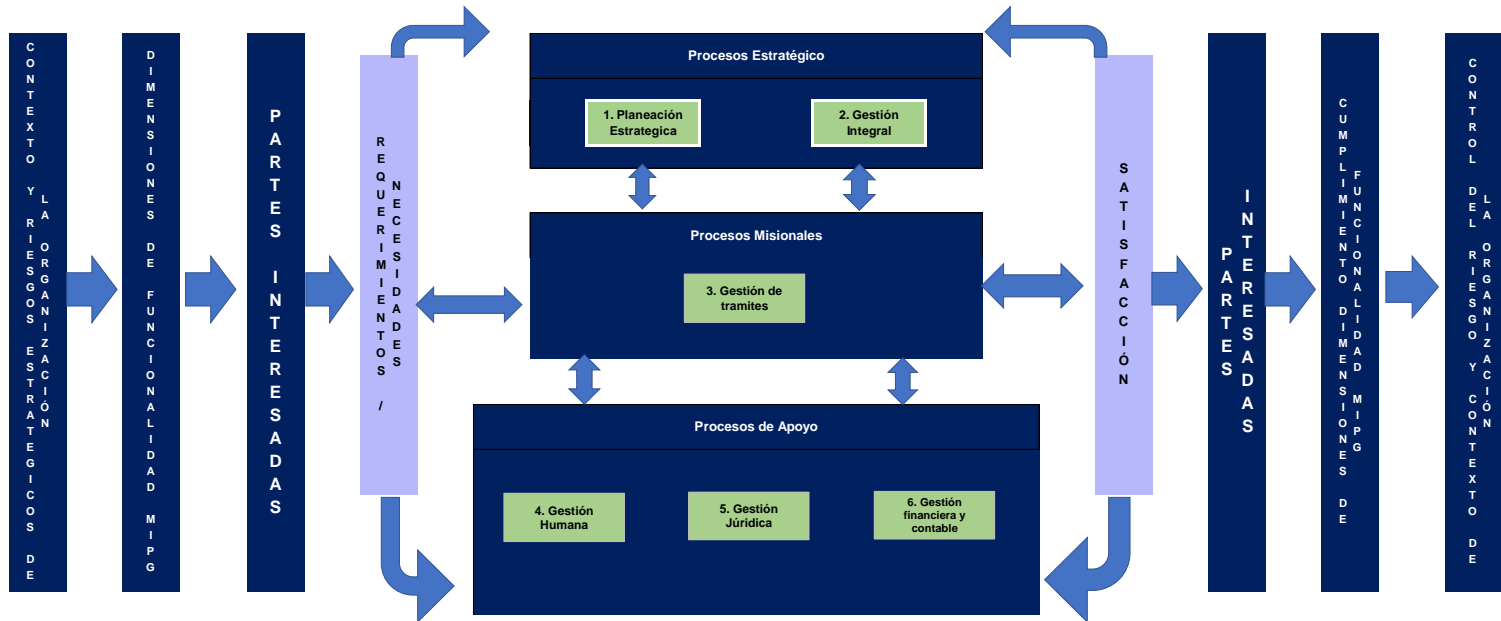 CONTEXTO Y RIESGOS ESTRATEGICOS DE
LA ORGANIZACIÓN
DIMENSIONES DE FUNCIONALIDAD MIPG
PARTES INTERESADAS
REQUERIMIENTOS /
NECESIDADES
Procesos Estratégico
1. Planeación
Estrategica
2. Gestión
Integral
Procesos Misionales
3. Gestión de
tramites
Procesos de Apoyo
4. Gestión
Humana
5. Gestión
Júridica
6. Gestión
financiera y
contable
SATISFACCIÓN
PARTES
INTERESADAS
CUMPLIMIENTO DIMENSIONES DE
FUNCIONALIDAD MIPG
CONTROL DEL RIESGO Y CONTEXTO DE
LA ORGANIZACIÓN